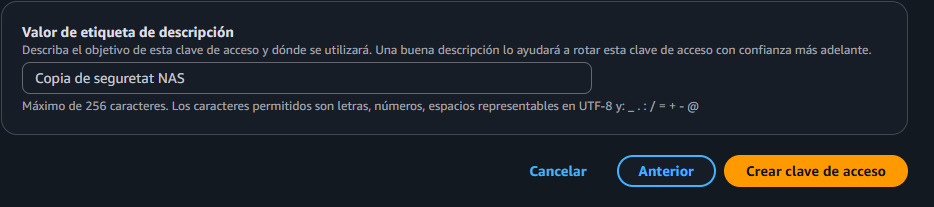 Valor de etiqueta de descripción
Describa el objetivo de esta clave de acceso y dónde se utilizará. Una buena descripción lo ayudará a rotar esta clave de acceso con confianza más adelante.
Copia de seguretat NAS
Máximo de 256 caracteres. Los caracteres permitidos son letras, números, espacios representables en UTF-8 y: _ . : / = + - @
Cancelar Anterior Crear clave de acceso